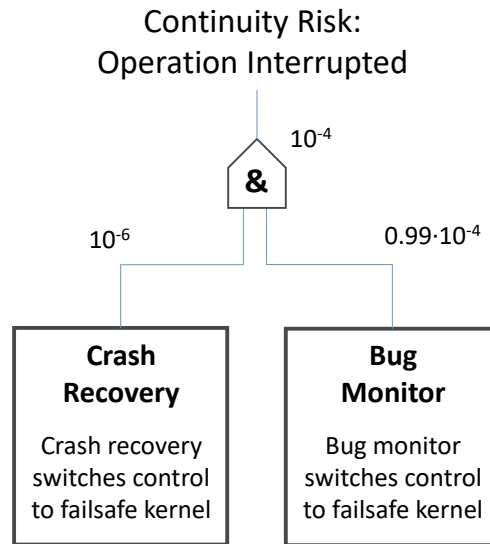 Continuity Risk:
Operation Interrupted
10⁻⁴
&
10⁻⁶
0.99·10⁻⁴
Crash
Recovery
Crash recovery
switches control
to failsafe kernel
Bug
Monitor
Bug monitor
switches control
to failsafe kernel